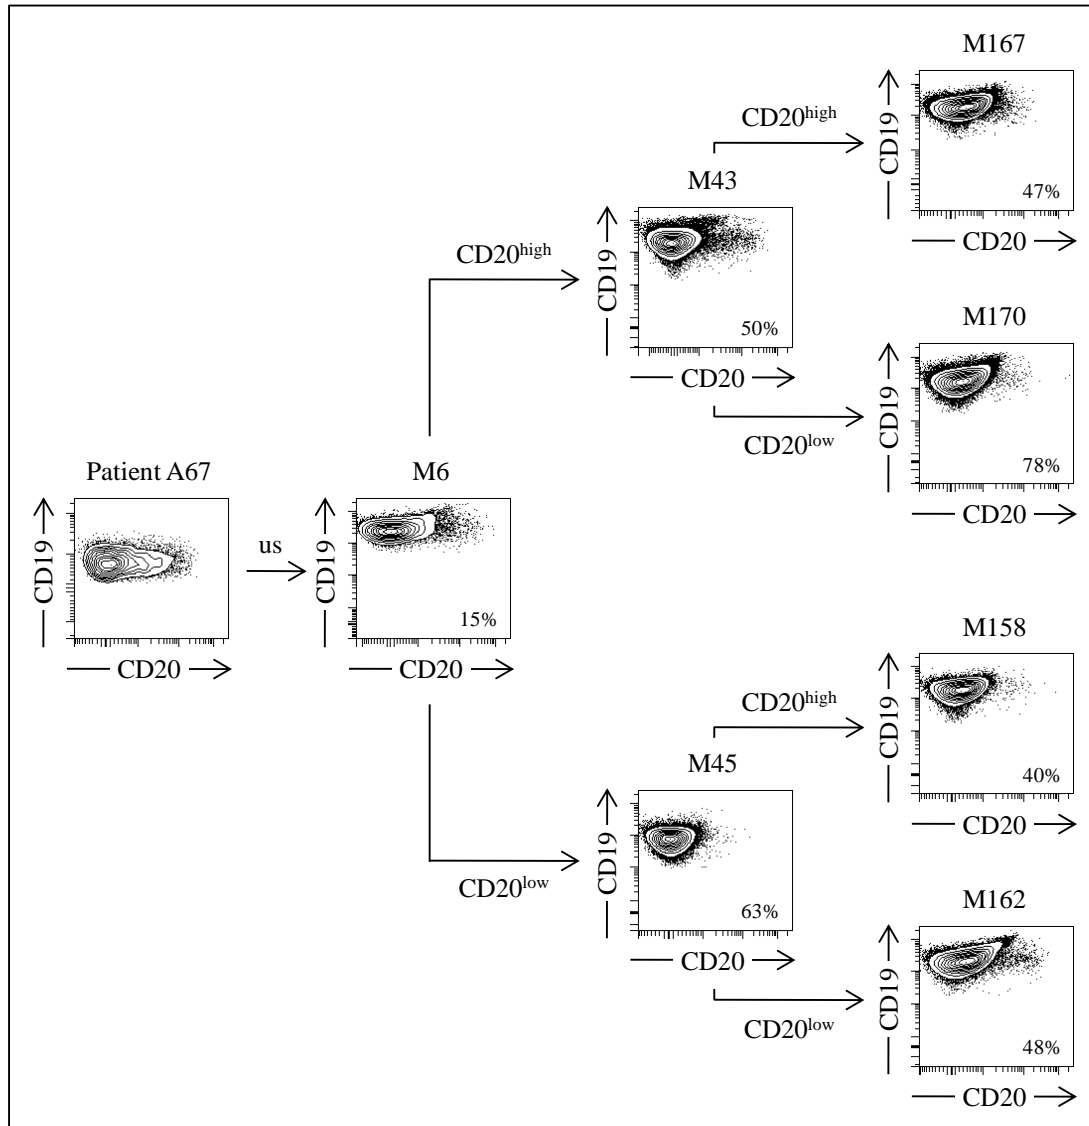 M167
CD19
CD20high
47%
CD20
M43
CD19
CD20high
50%
CD20
M170
CD19
CD20low
78%
CD20
Patient A67
CD19
CD20
us
M6
CD19
15%
CD20
M158
CD19
CD20high
40%
CD20
M45
CD19
CD20low
63%
CD20
M162
CD19
CD20low
48%
CD20